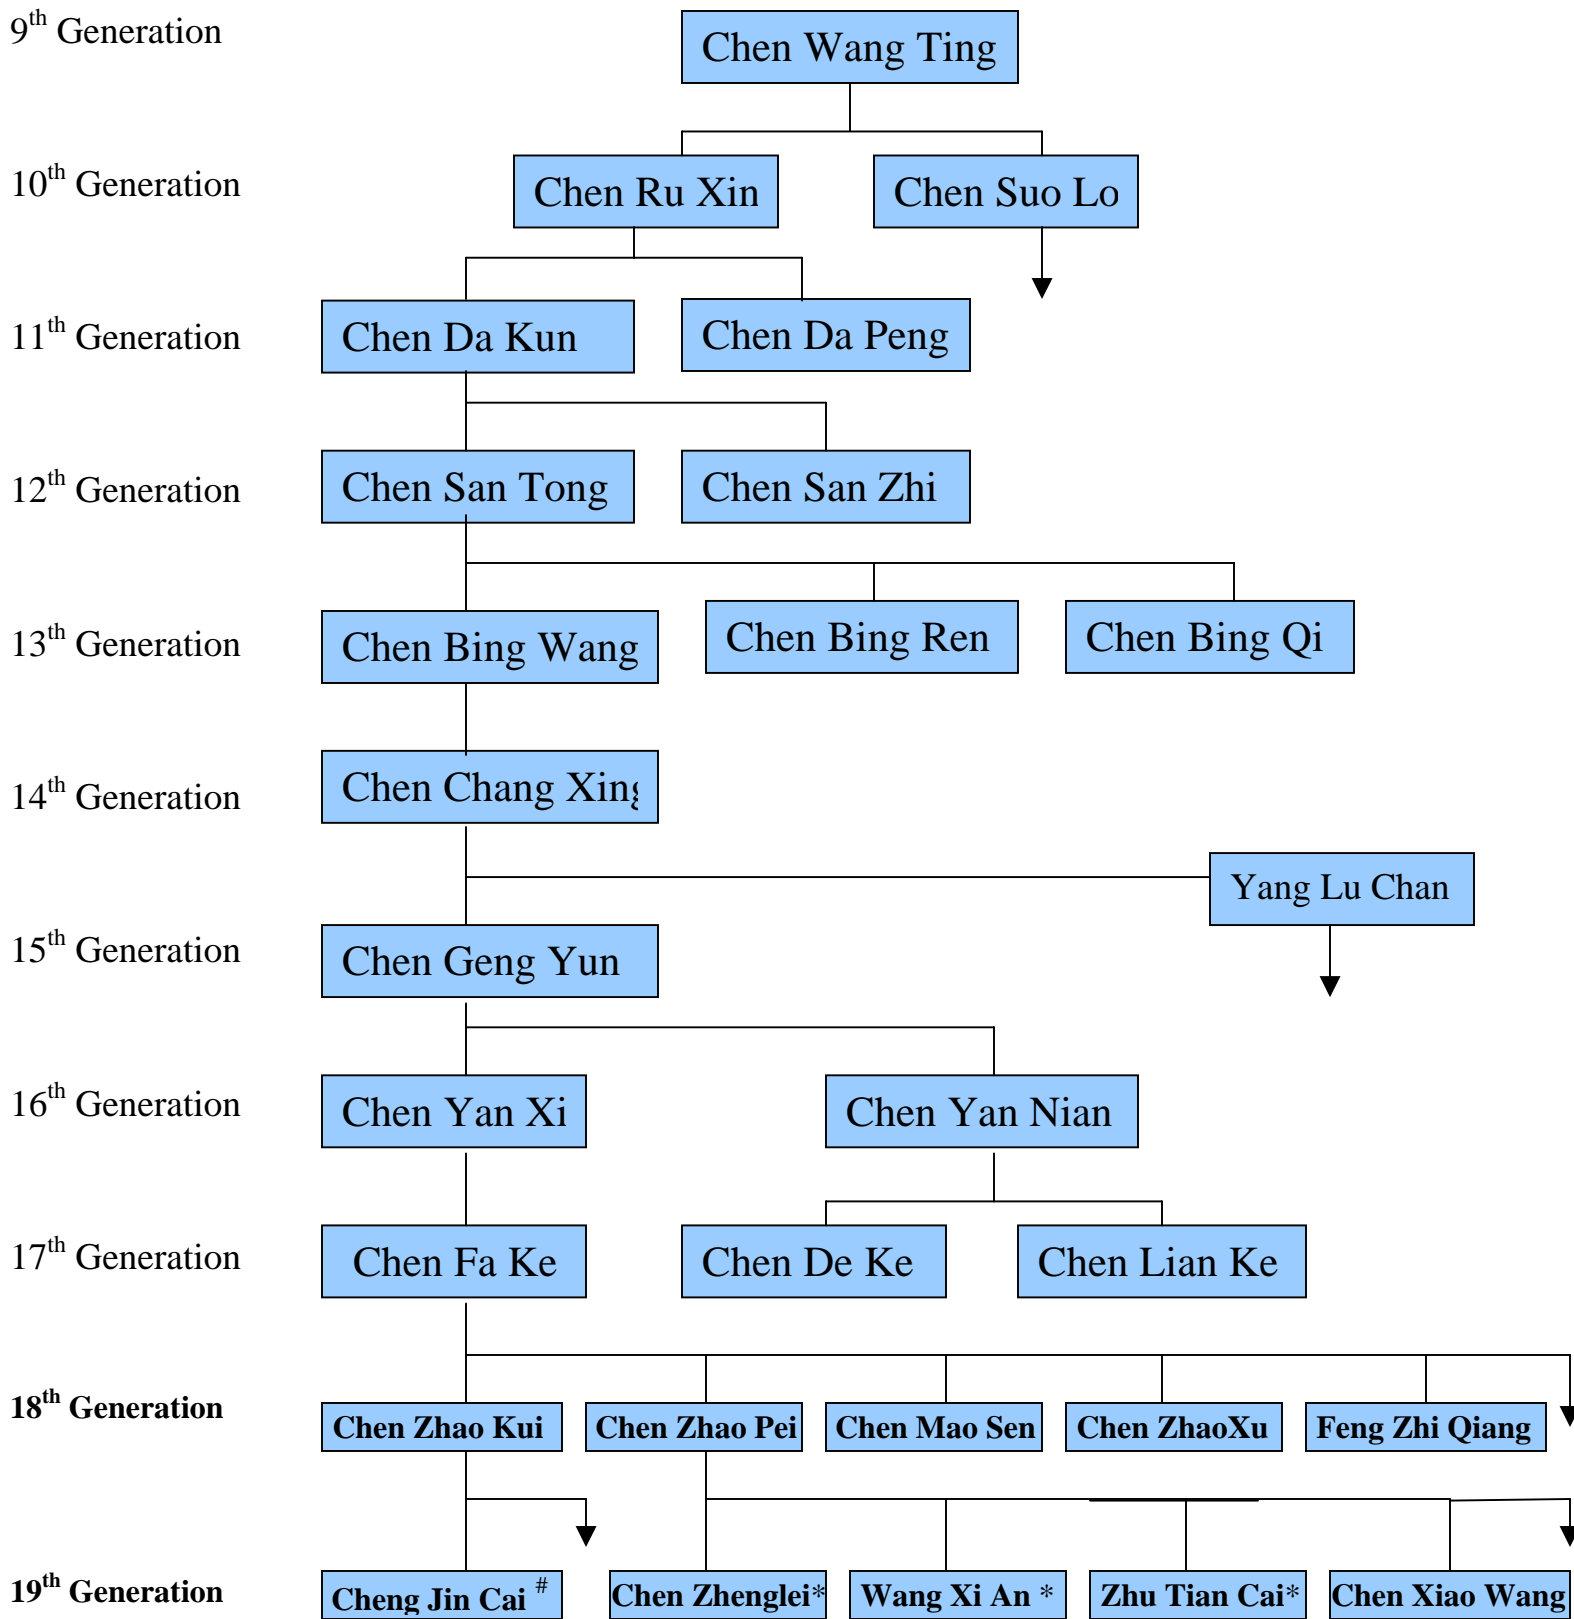 9th Generation
Chen Wang Ting
10th Generation
Chen Ru Xin
Chen Suo Lo
11th Generation
Chen Da Kun
Chen Da Peng
12th Generation
Chen San Tong
Chen San Zhi
13th Generation
Chen Bing Wang
Chen Bing Ren
Chen Bing Qi
14th Generation
Chen Chang Xing
Yang Lu Chan
15th Generation
Chen Geng Yun
16th Generation
Chen Yan Xi
Chen Yan Nian
17th Generation
Chen Fa Ke
Chen De Ke
Chen Lian Ke
18th Generation
Chen Zhao Kui
Chen Zhao Pei
Chen Mao Sen
Chen ZhaoXu
Feng Zhi Qiang
19th Generation
Cheng Jin Cai #
Chen Zhenglei*
Wang Xi An *
Zhu Tian Cai*
Chen Xiao Wang